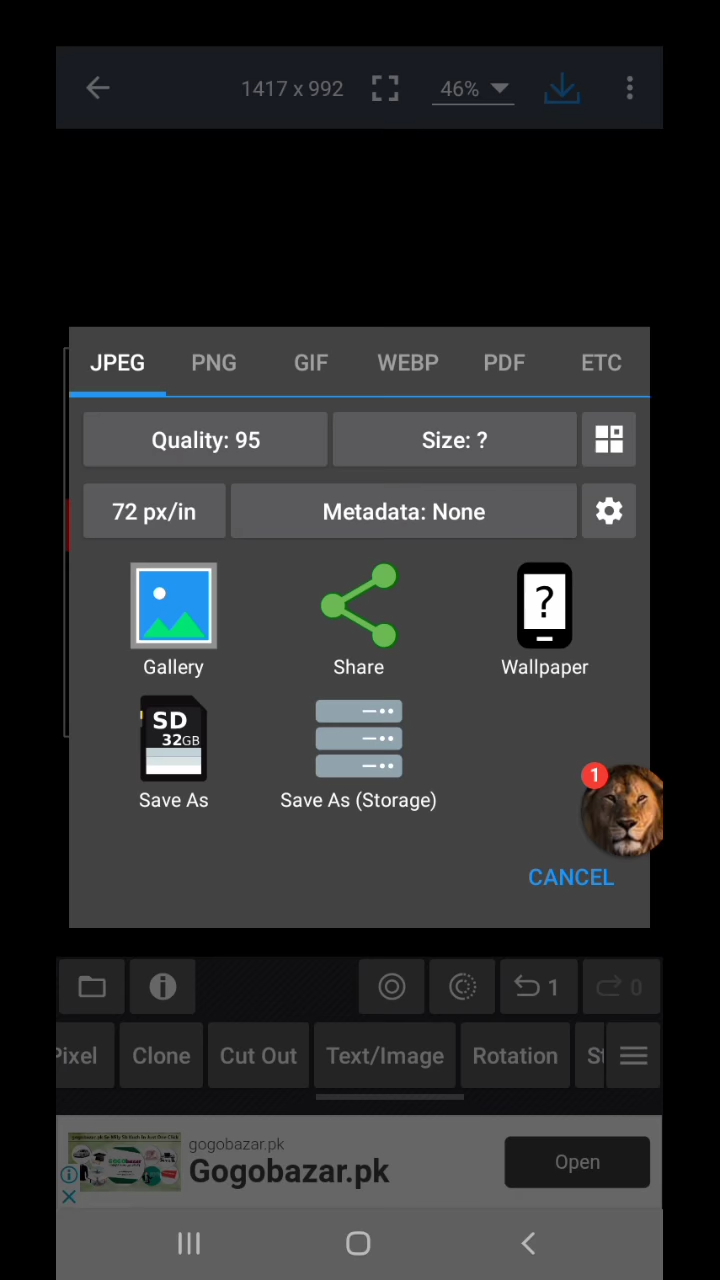 1417 x 992 46%
JPEG PNG GIF WEBP PDF ETC
Quality: 95 Size: ?
72 px/in Metadata: None
?
Gallery Share Wallpaper
SD
32GB
Save As Save As (Storage)
1
CANCEL
1 0
Pixel Clone Cut Out Text/Image Rotation St
gogobazar.pk
Gogobazar.pk
Open